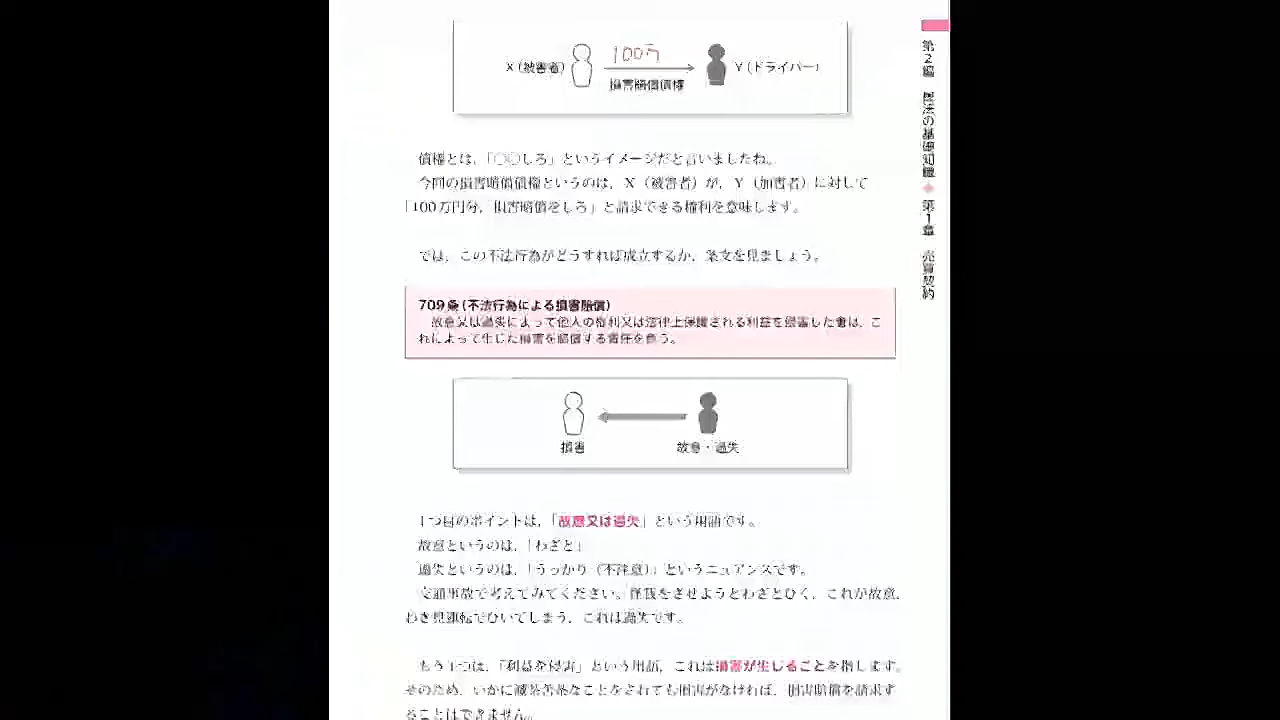 X（被害者）
100万
Y（ドライバー）
損害賠償債権
第2編　民法の基礎知識◆第1章　売買契約
債権とは，「〇〇しろ」というイメージだと言いましたね。
今回の損害賠償債権というのは，X（被害者）が，Y（加害者）に対して
「100万円分，損害賠償をしろ」と請求できる権利を意味します。
では，この不法行為がどうすれば成立するか，条文を見ましょう。
709条（不法行為による損害賠償）
故意又は過失によって他人の権利又は法律上保護される利益を侵害した者は，こ
れによって生じた損害を賠償する責任を負う。
損害
故意・過失
1つ目のポイントは，「故意又は過失」という用語です。
故意というのは，「わざと」
過失というのは，「うっかり（不注意）」というニュアンスです。
交通事故で考えてみてください。怪我をさせようとわざとひく，これが故意，
わき見運転でひいてしまう，これは過失です。
もう1つは，「利益を侵害」という用語，これは損害が生じることを指します。
そのため，いかに滅茶苦茶なことをされても損害がなければ，損害賠償を請求す
ることはできません。